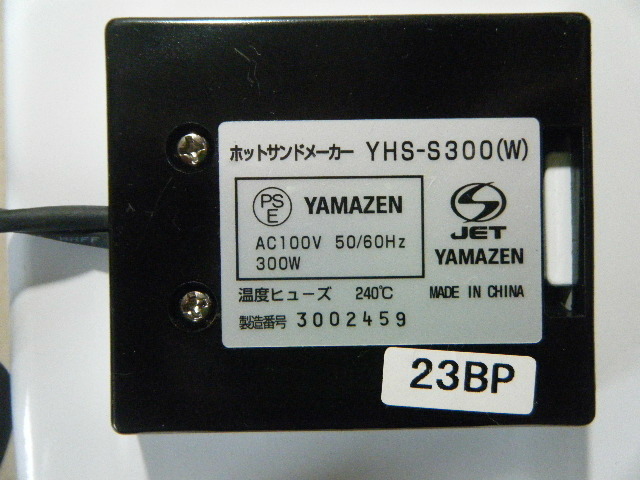 ホットサンドメーカー YHS-S300(W)
PS E YAMAZEN
AC100V 50/60Hz
300W
JET
YAMAZEN
温度ヒューズ 240℃ MADE IN CHINA
製造番号 3002459
23BP